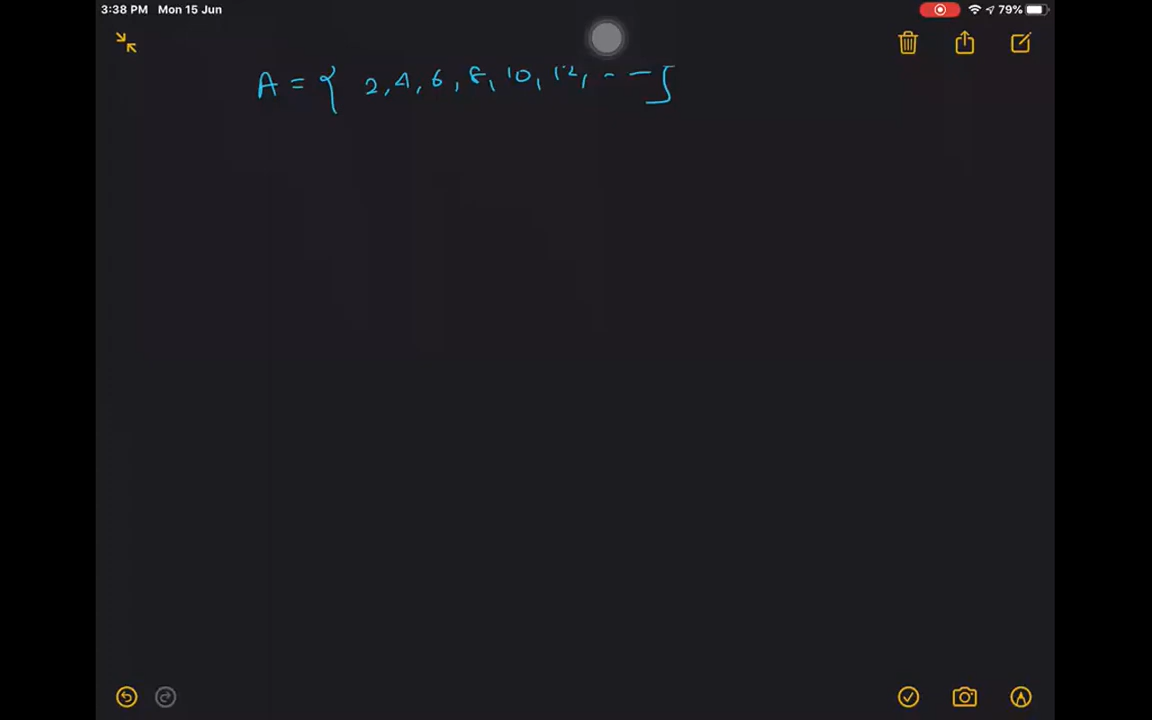 3:38 PM Mon 15 Jun 79%
A = { 2, 4, 6, 8, 10, 12, - - }